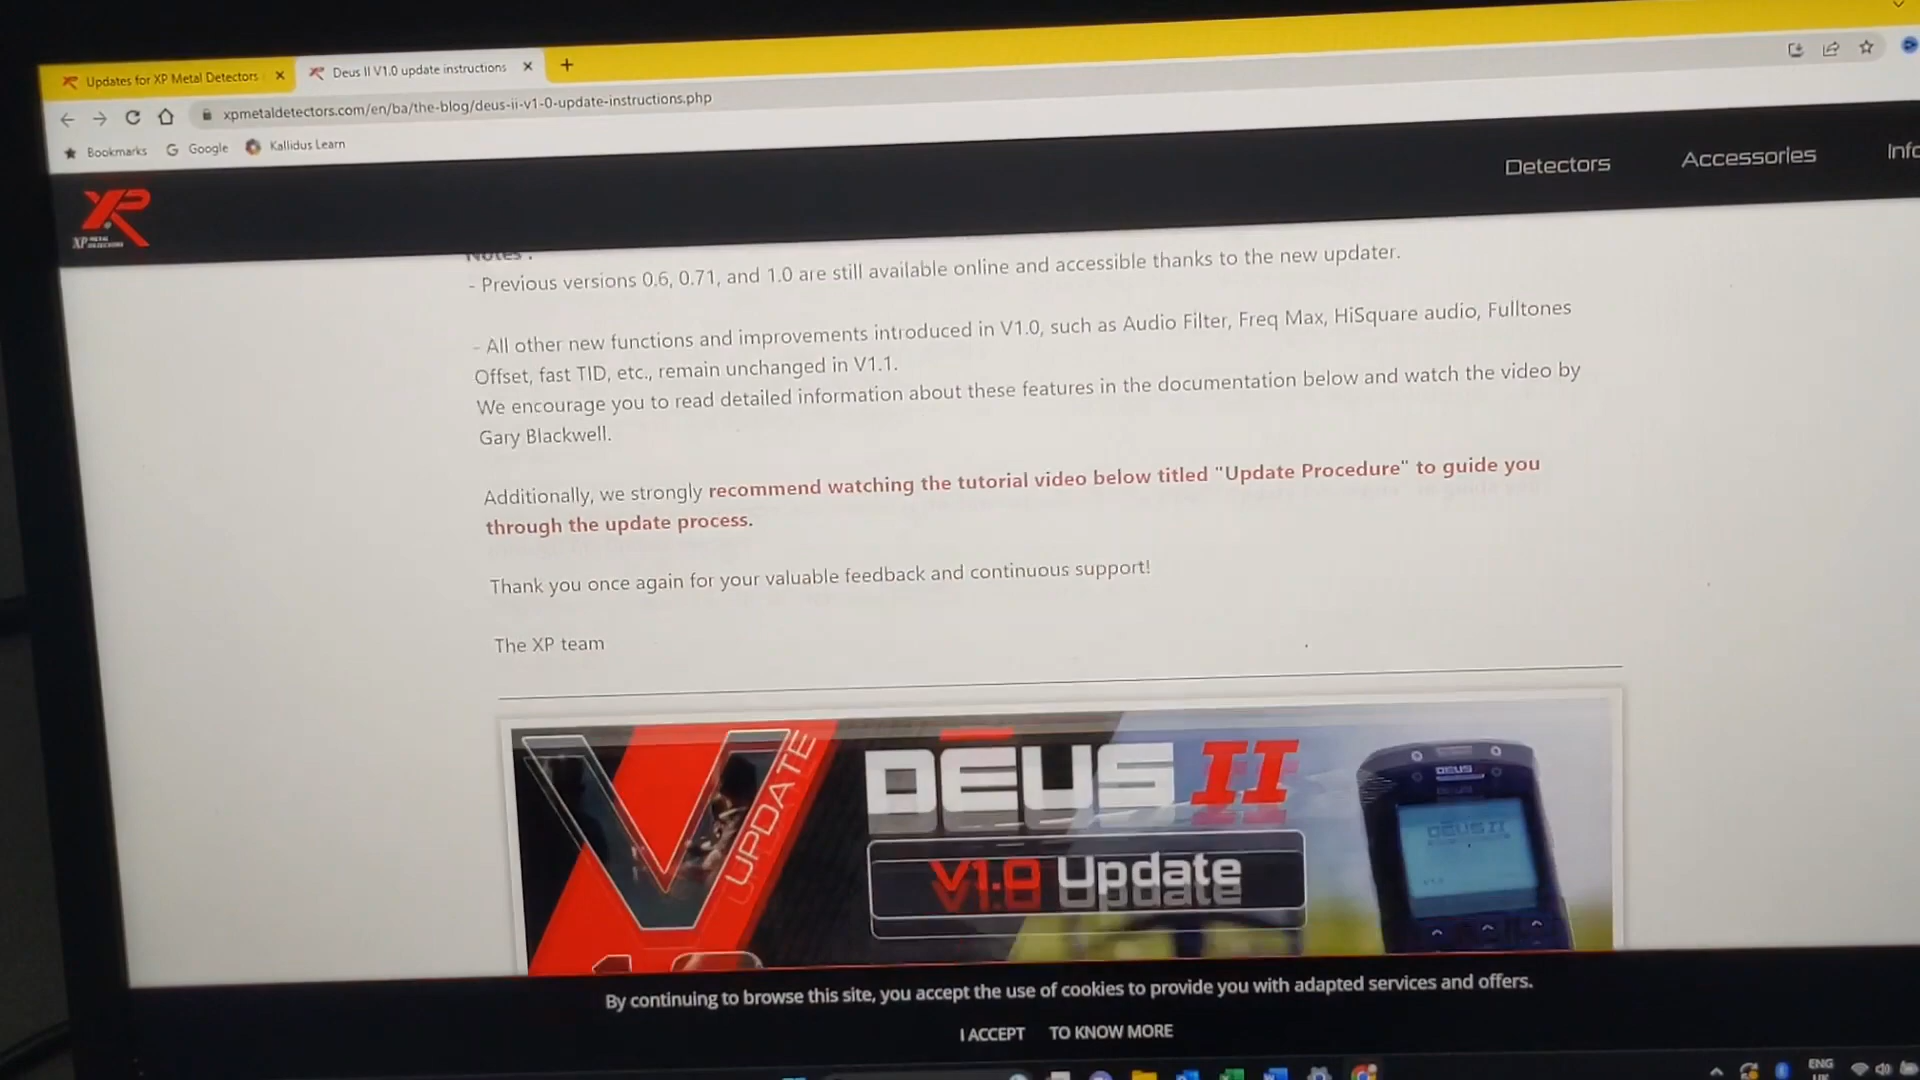 Updates for XP Metal Detectors
Deus II V1.0 update instructions
xpmetaldetectors.com/en/ba/the-blog/deus-ii-v1-0-update-instructions.php
Bookmarks Google Kallidus Learn
XP
Detectors Accessories Info
Notes :
- Previous versions 0.6, 0.71, and 1.0 are still available online and accessible thanks to the new updater.
- All other new functions and improvements introduced in V1.0, such as Audio Filter, Freq Max, HiSquare audio, Fulltones
Offset, fast TID, etc., remain unchanged in V1.1.
We encourage you to read detailed information about these features in the documentation below and watch the video by
Gary Blackwell.
Additionally, we strongly recommend watching the tutorial video below titled "Update Procedure" to guide you
through the update process.
Thank you once again for your valuable feedback and continuous support!
The XP team
V UPDATE
DEUS II
V1.0 Update
DEUS
DEUS II
By continuing to browse this site, you accept the use of cookies to provide you with adapted services and offers.
I ACCEPT TO KNOW MORE
ENG
UK